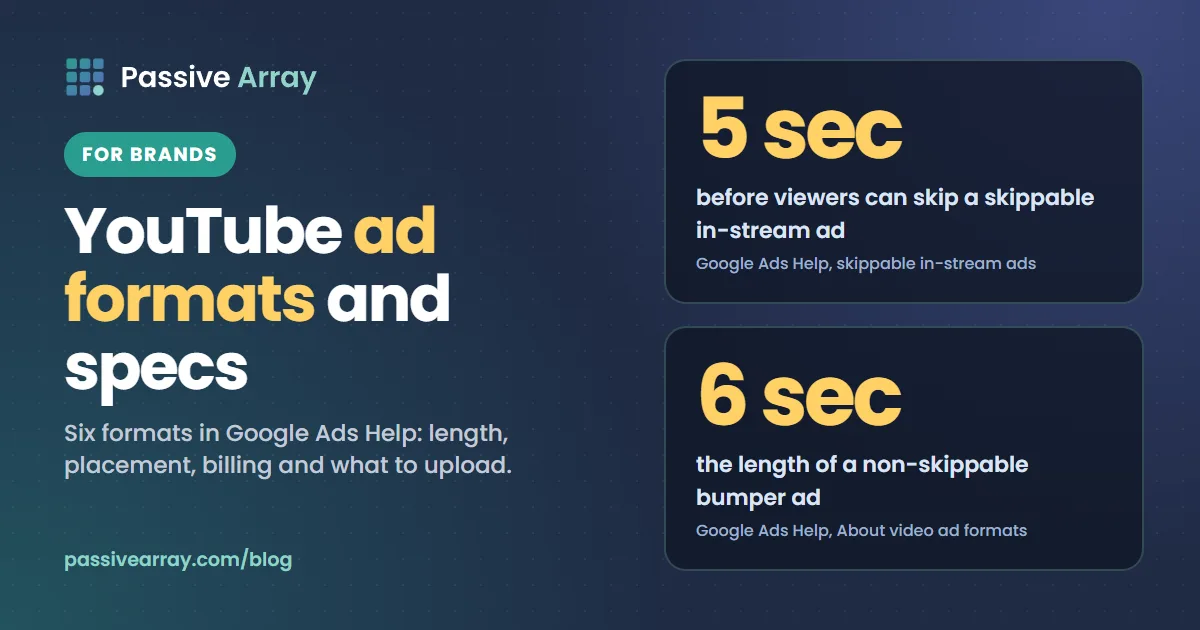 Passive Array
FOR BRANDS
YouTube ad
formats and
specs
Six formats in Google Ads Help: length,
placement, billing and what to upload.
passivearray.com/blog
5 sec
before viewers can skip a skippable
in-stream ad
Google Ads Help, skippable in-stream ads
6 sec
the length of a non-skippable
bumper ad
Google Ads Help, About video ad formats